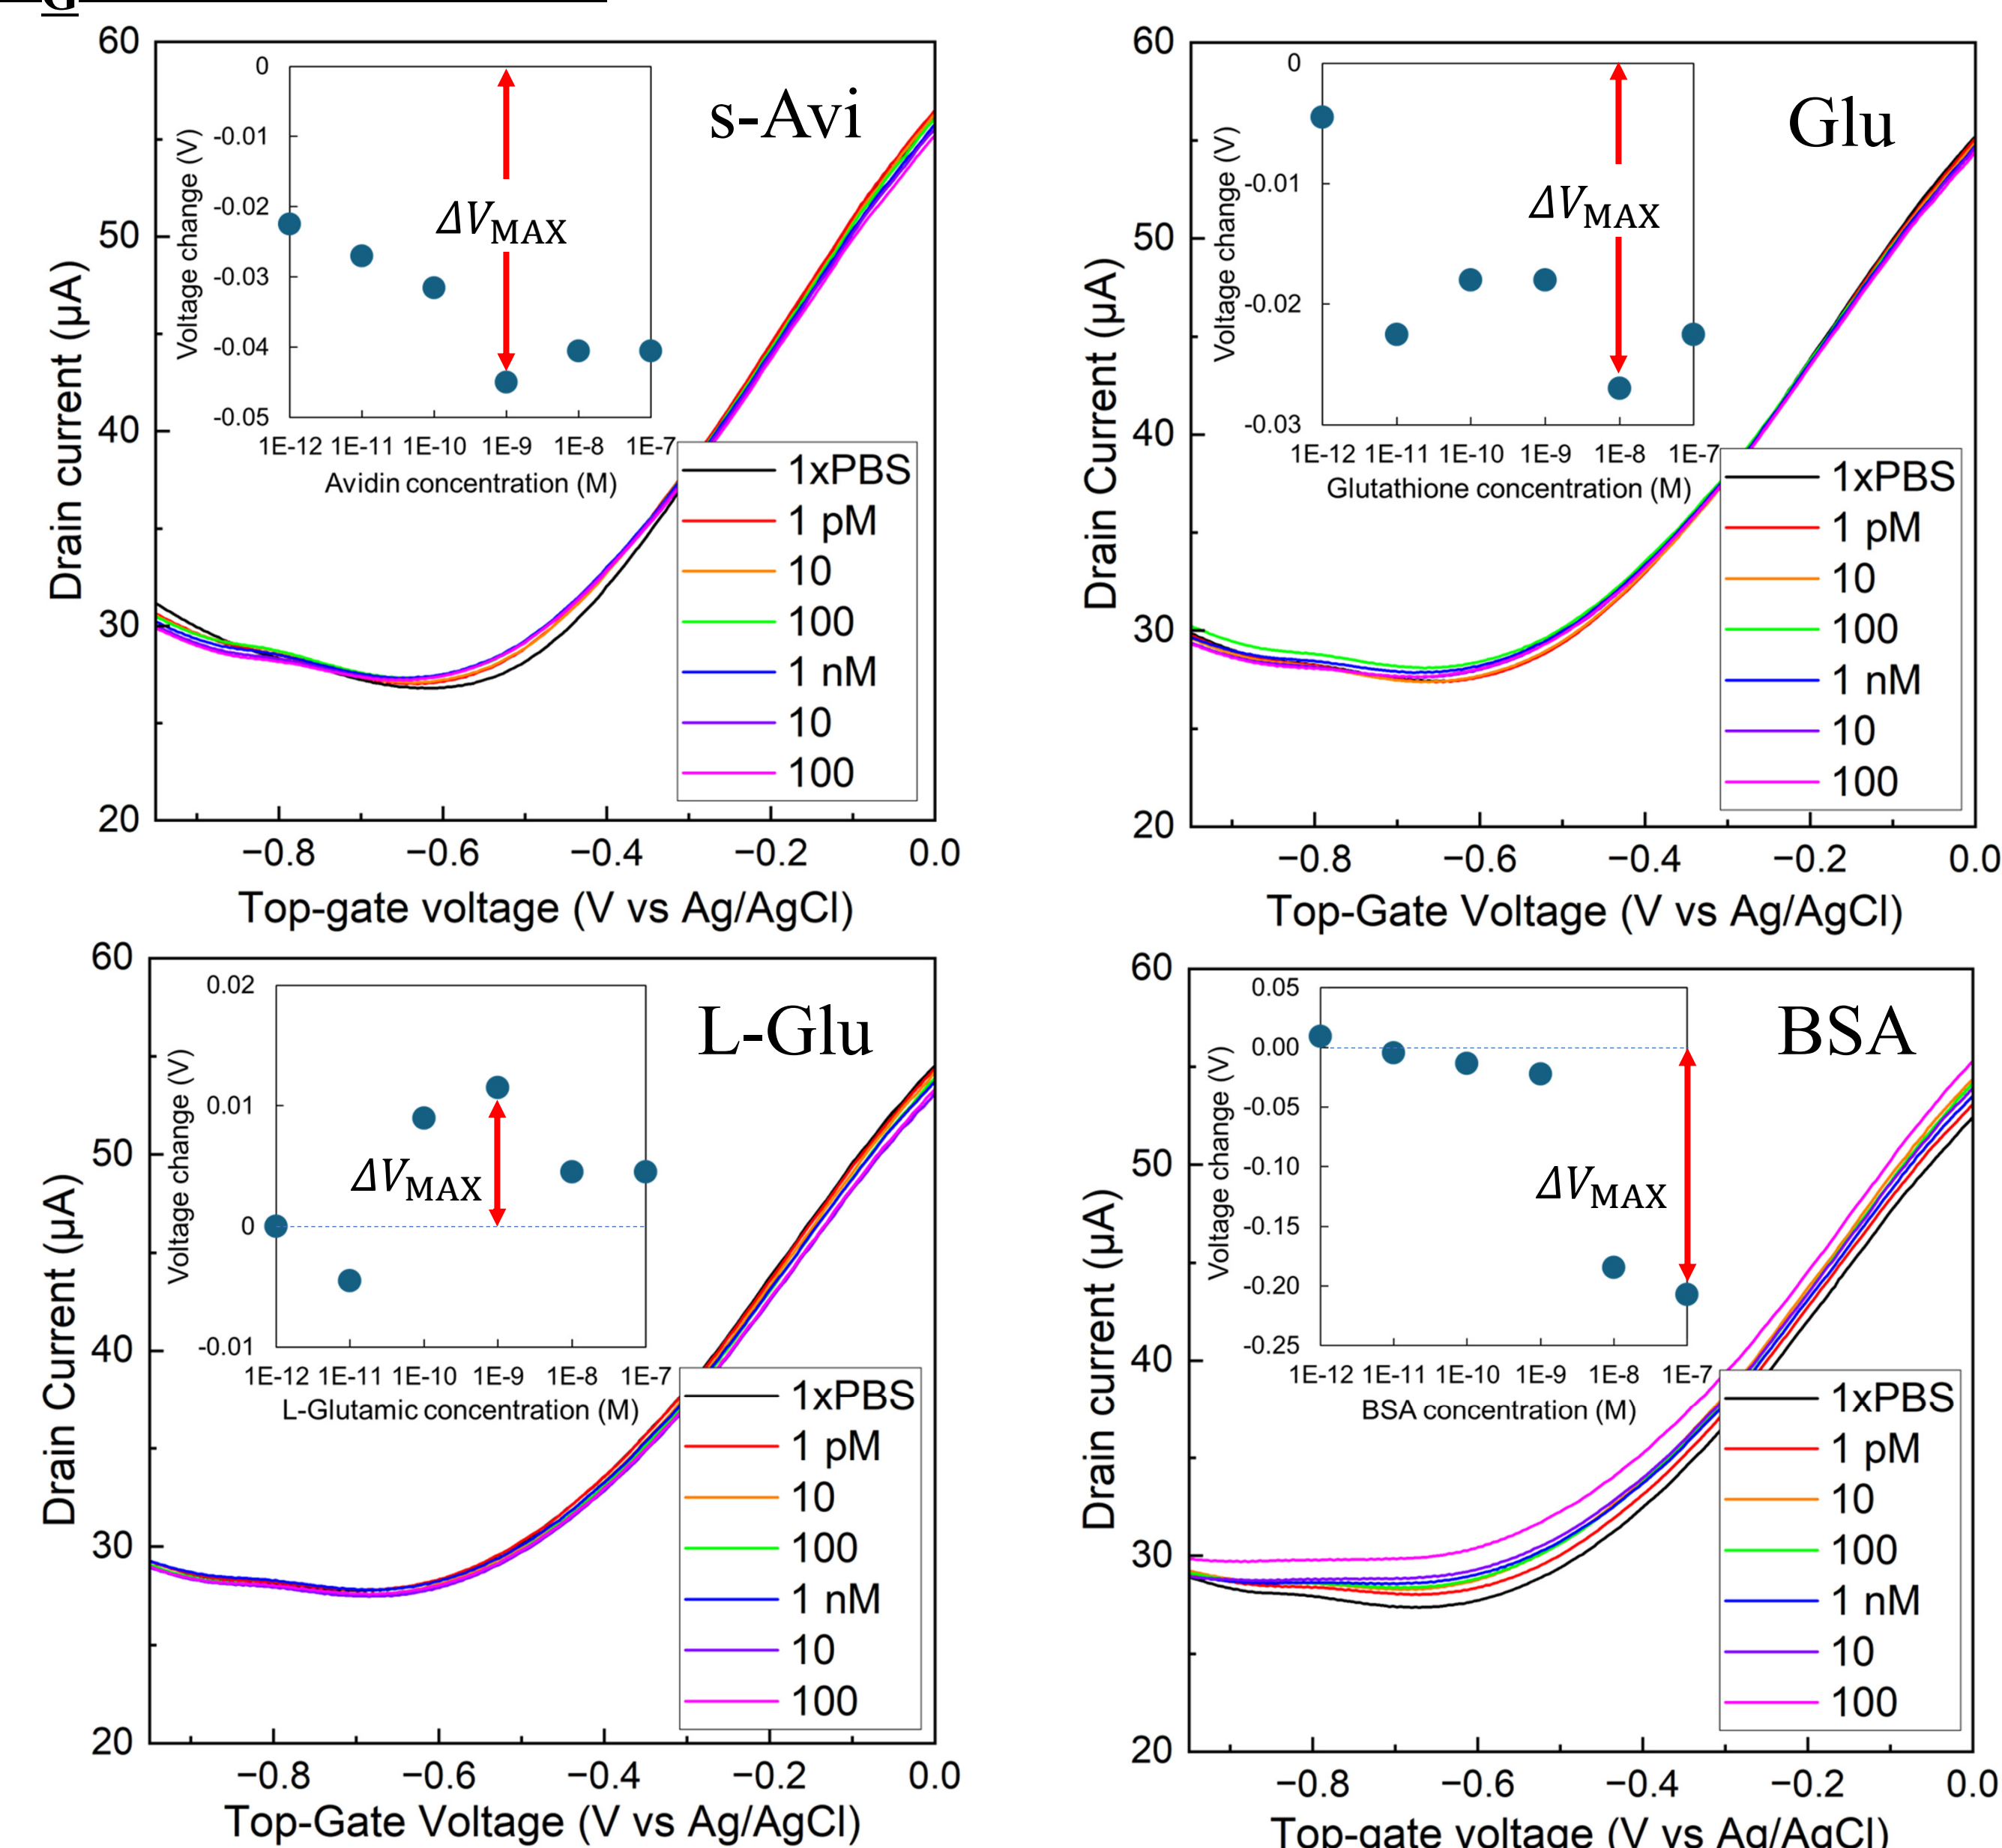 G
s-Avi
60
50
40
30
20
Drain current (µA)
0
-0.01
-0.02
-0.03
-0.04
-0.05
Voltage change (V)
ΔVMAX
1E-12 1E-11 1E-10 1E-9 1E-8 1E-7
Avidin concentration (M)
1xPBS
1 pM
10
100
1 nM
10
100
−0.8 −0.6 −0.4 −0.2 0.0
Top-gate voltage (V vs Ag/AgCl)
Glu
60
50
40
30
20
Drain Current (µA)
0
-0.01
-0.02
-0.03
Voltage change (V)
ΔVMAX
1E-12 1E-11 1E-10 1E-9 1E-8 1E-7
Glutathione concentration (M)
1xPBS
1 pM
10
100
1 nM
10
100
−0.8 −0.6 −0.4 −0.2 0.0
Top-Gate Voltage (V vs Ag/AgCl)
L-Glu
60
50
40
30
20
Drain Current (µA)
0.02
0.01
0
-0.01
Voltage change (V)
ΔVMAX
1E-12 1E-11 1E-10 1E-9 1E-8 1E-7
L-Glutamic concentration (M)
1xPBS
1 pM
10
100
1 nM
10
100
−0.8 −0.6 −0.4 −0.2 0.0
Top-Gate Voltage (V vs Ag/AgCl)
BSA
60
50
40
30
20
Drain current (µA)
0.05
0.00
-0.05
-0.10
-0.15
-0.20
-0.25
Voltage change (V)
ΔVMAX
1E-12 1E-11 1E-10 1E-9 1E-8 1E-7
BSA concentration (M)
1xPBS
1 pM
10
100
1 nM
10
100
−0.8 −0.6 −0.4 −0.2 0.0
Top-gate voltage (V vs Ag/AgCl)